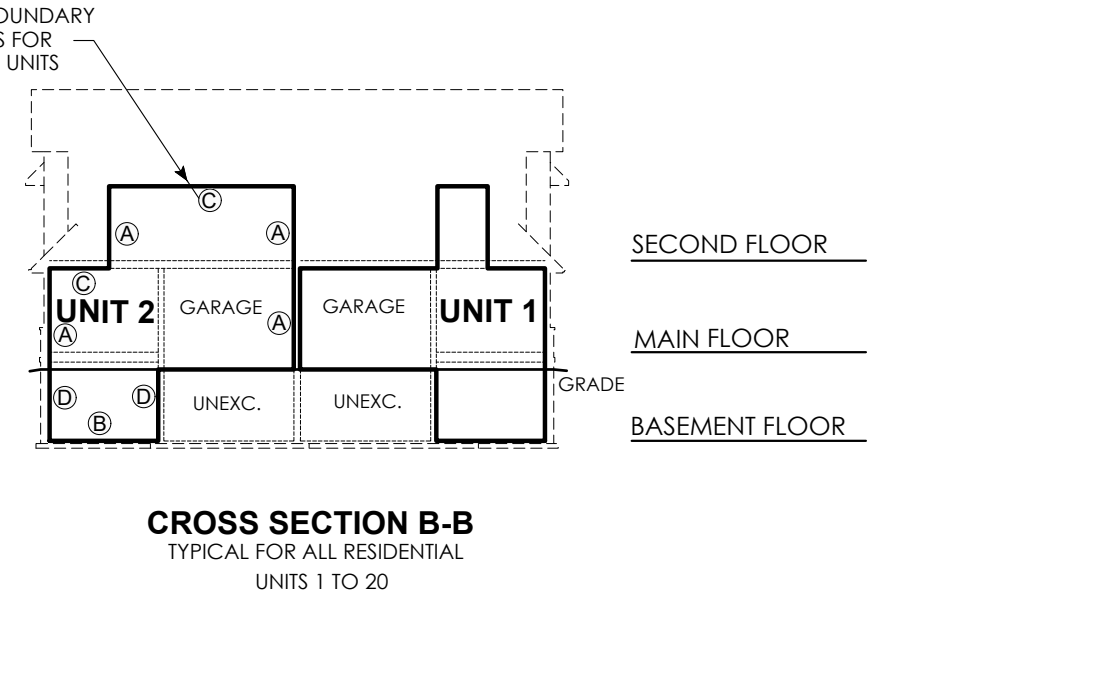 OUNDARY
S FOR
UNITS
C
A
A
SECOND FLOOR
C
UNIT 2
GARAGE
GARAGE
UNIT 1
A
A
MAIN FLOOR
GRADE
D
D
UNEXC.
UNEXC.
B
BASEMENT FLOOR
CROSS SECTION B-B
TYPICAL FOR ALL RESIDENTIAL
UNITS 1 TO 20